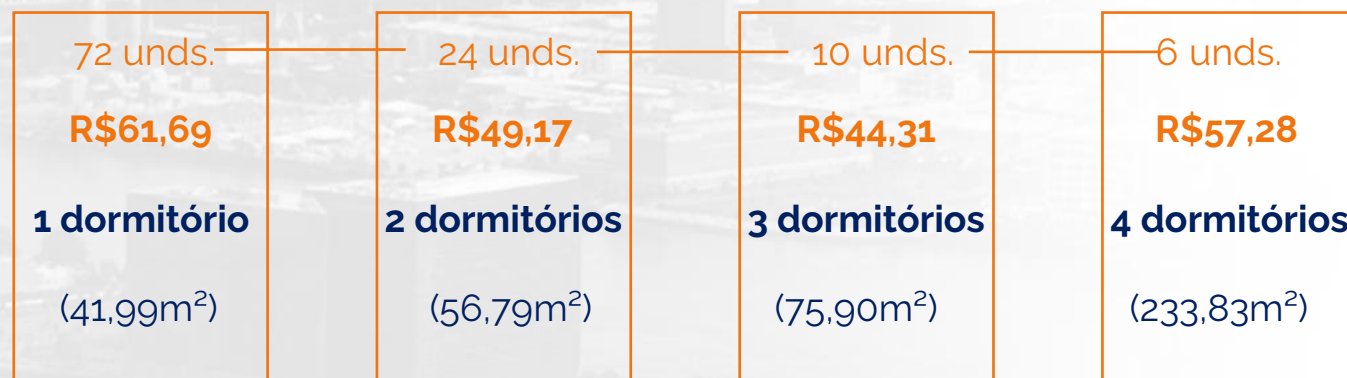 72 unds.
R$61,69
1 dormitório
(41,99m²)
24 unds.
R$49,17
2 dormitórios
(56,79m²)
10 unds.
R$44,31
3 dormitórios
(75,90m²)
6 unds.
R$57,28
4 dormitórios
(233,83m²)